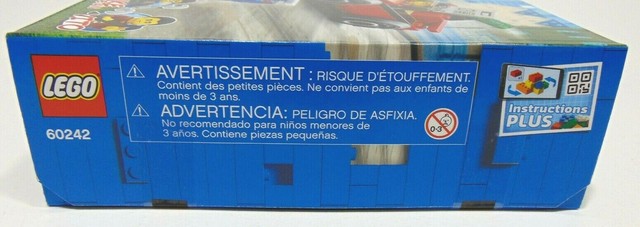 LEGO
60242
⚠ AVERTISSEMENT : RISQUE D'ÉTOUFFEMENT.
Contient des petites pièces. Ne convient pas aux enfants de
moins de 3 ans.
⚠ ADVERTENCIA: PELIGRO DE ASFIXIA.
No recomendado para niños menores de
3 años. Contiene piezas pequeñas.
0-3
Instructions
PLUS